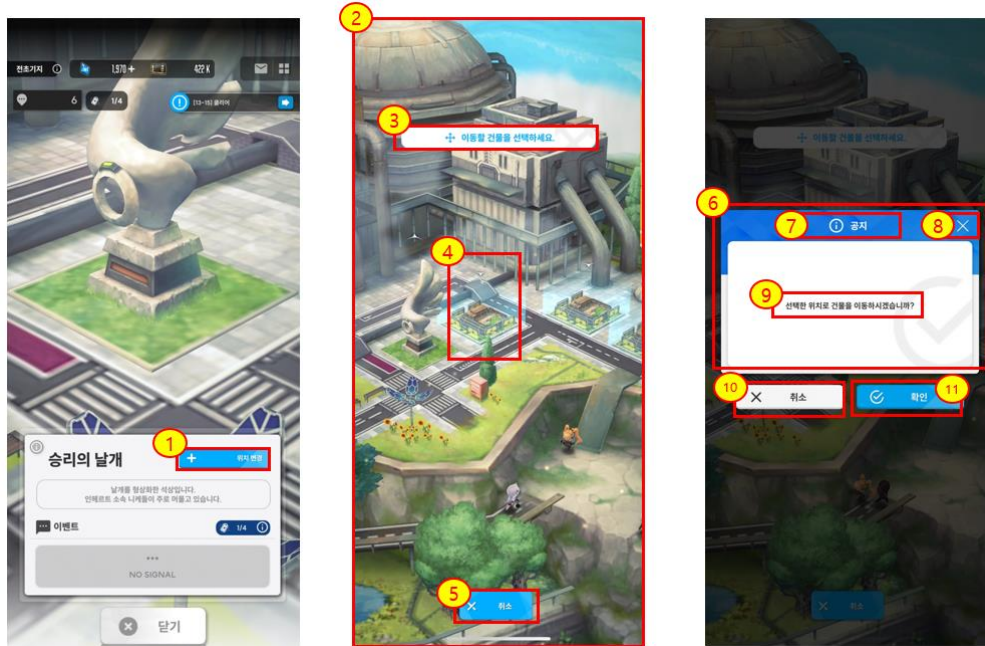 전초기지
1,970 +
422 K
6
1/4
[13-15] 클리어
1
승리의 날개
위치 변경
날개를 형상화한 석상입니다.
인헤르트 소속 니케들이 주로 머물고 있습니다.
이벤트
1/4
NO SIGNAL
닫기
2
3
이동할 건물을 선택하세요.
4
5
취소
이동할 건물을 선택하세요.
6
7
공지
8
9
선택한 위치로 건물을 이동하시겠습니까?
10
취소
11
확인
취소